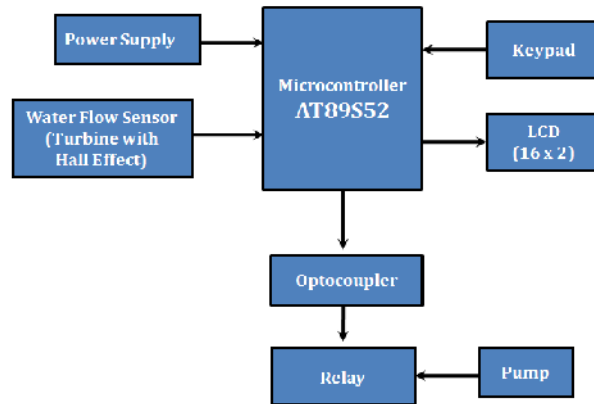 Power Supply
Keypad
Microcontroller
AT89S52
Water Flow Sensor
(Turbine with
Hall Effect)
LCD
(16 x 2)
Optocoupler
Relay
Pump